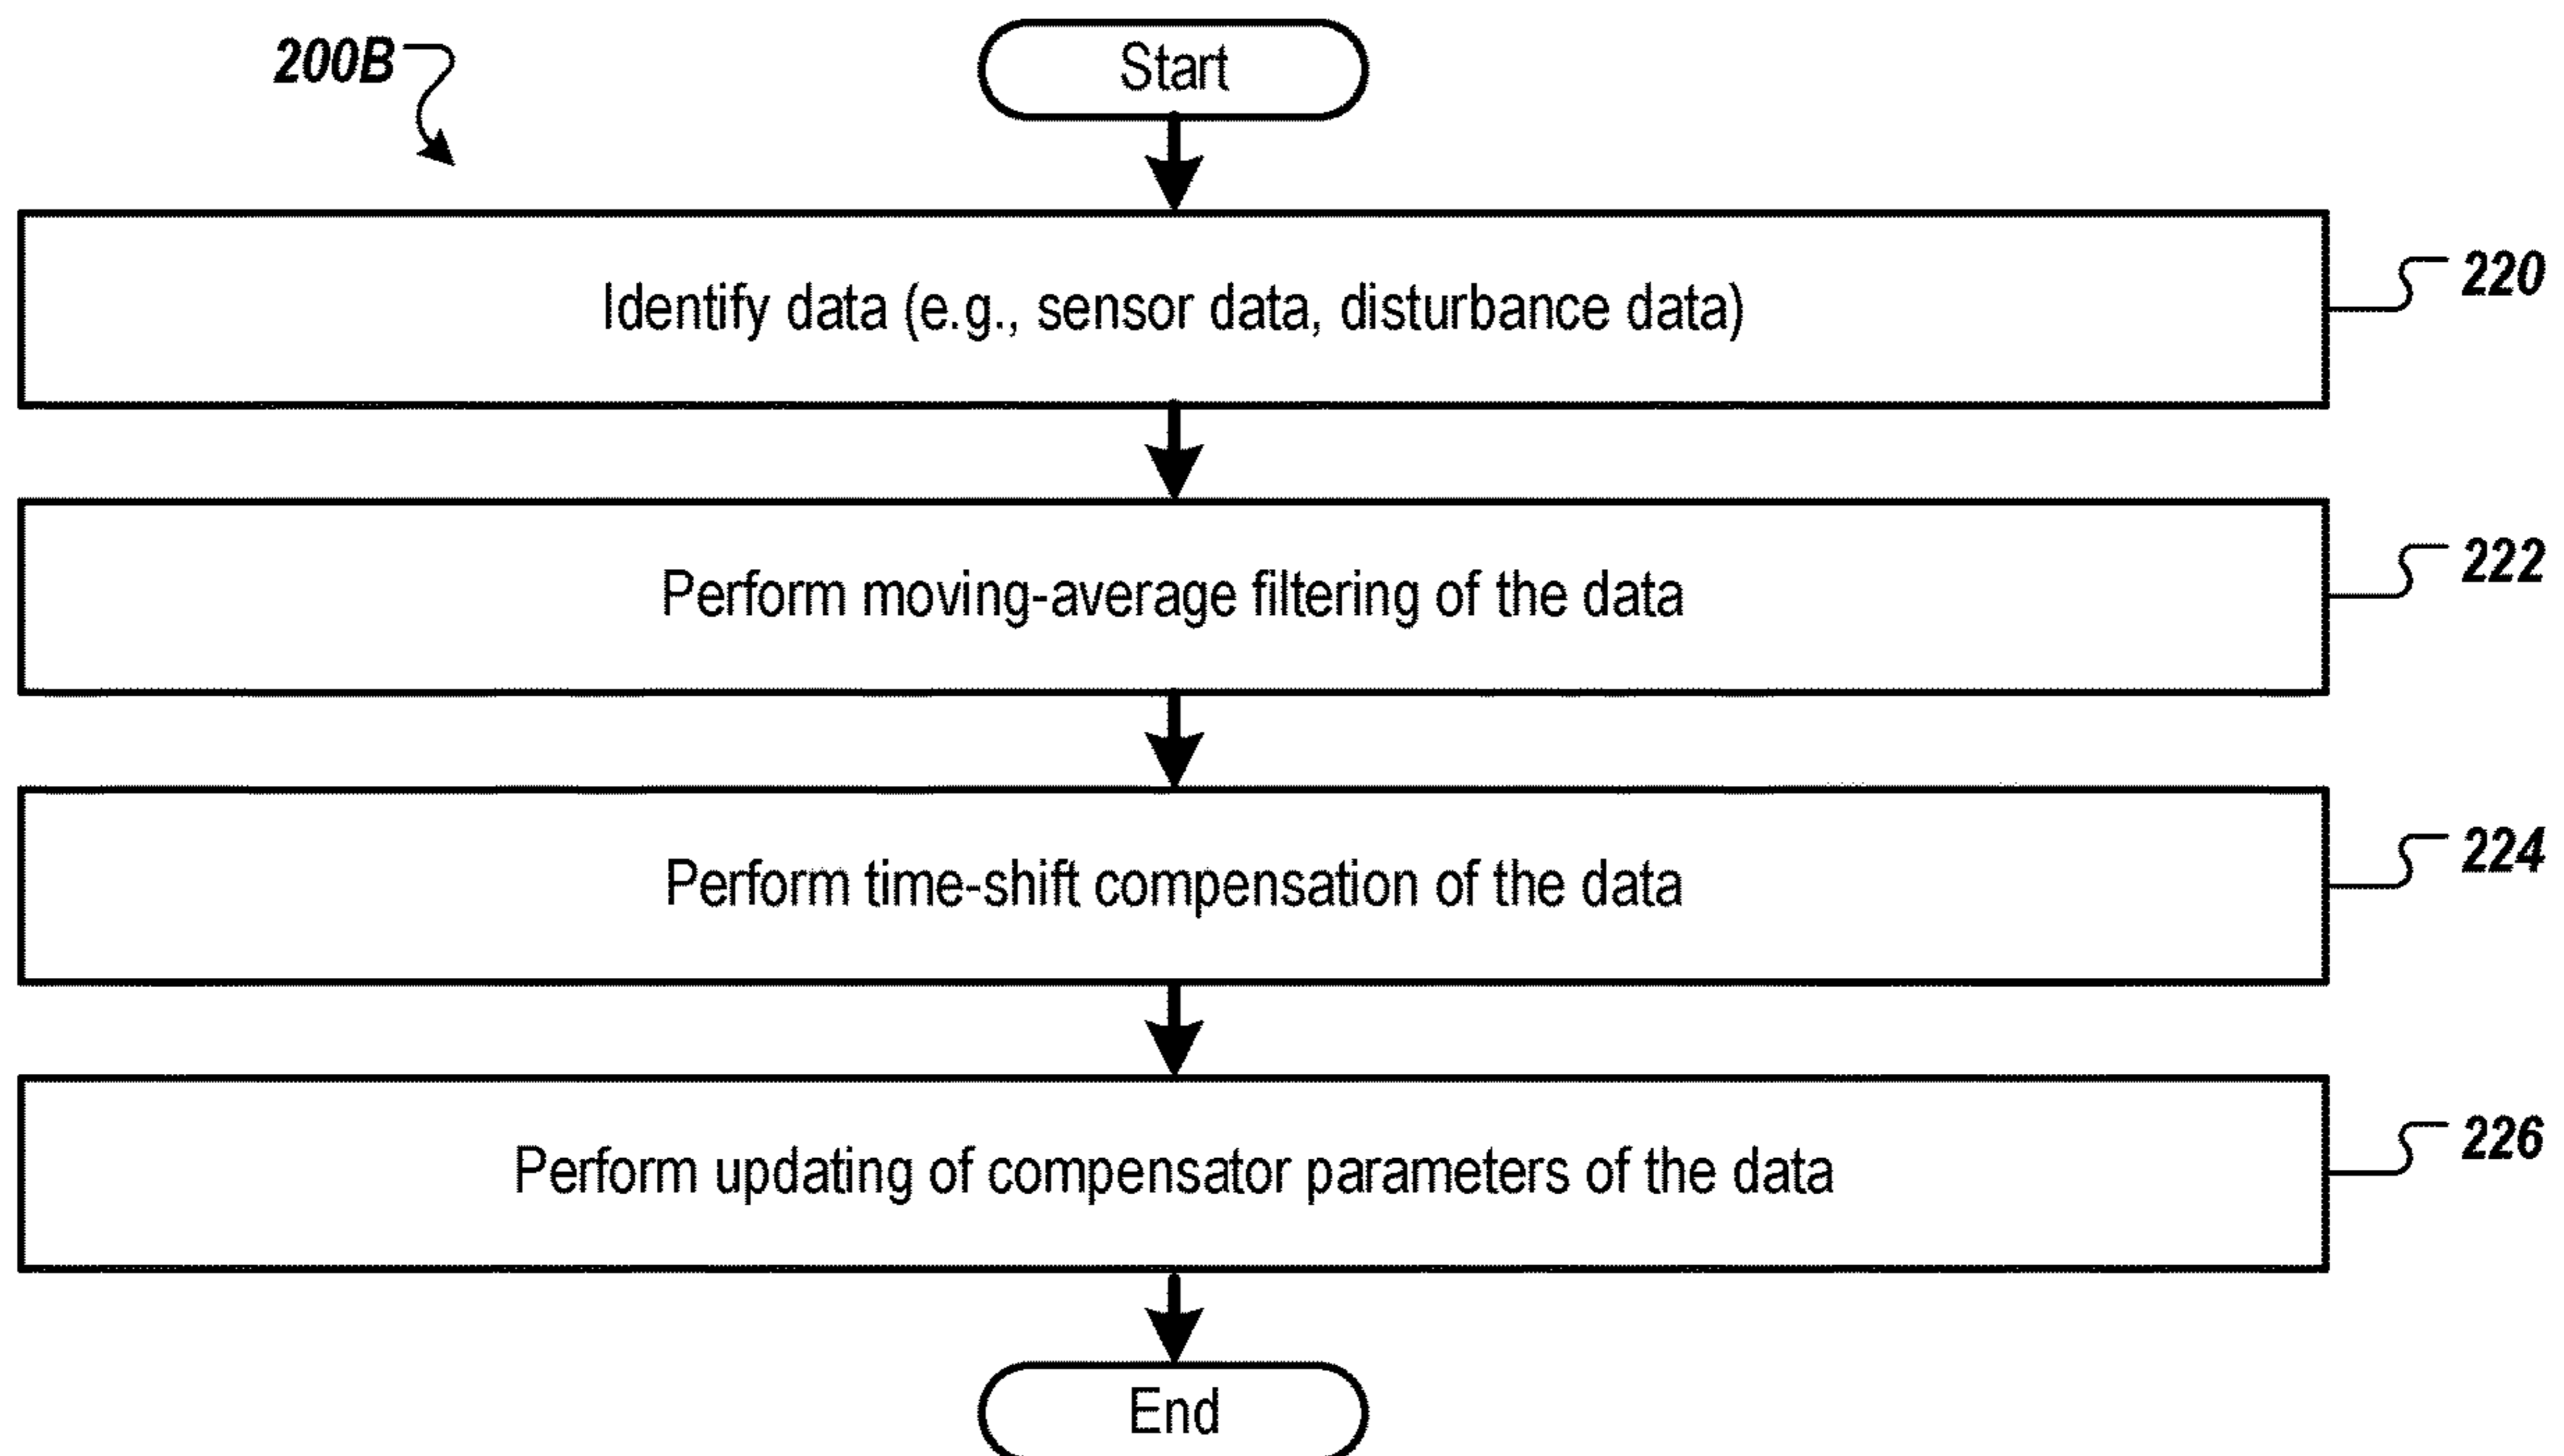 200B
Start
Identify data (e.g., sensor data, disturbance data)
220
Perform moving-average filtering of the data
222
Perform time-shift compensation of the data
224
Perform updating of compensator parameters of the data
226
End